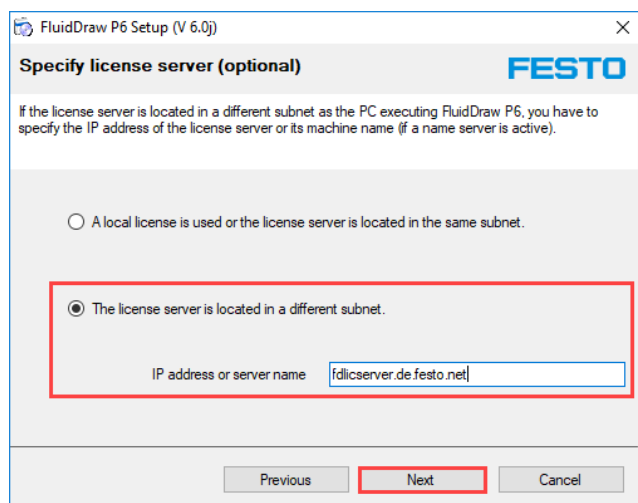 FluidDraw P6 Setup (V 6.0j)
Specify license server (optional)
FESTO
If the license server is located in a different subnet as the PC executing FluidDraw P6, you have to
specify the IP address of the license server or its machine name (if a name server is active).
A local license is used or the license server is located in the same subnet.
The license server is located in a different subnet.
IP address or server name
fdlicserver.de.festo.net
Previous
Next
Cancel